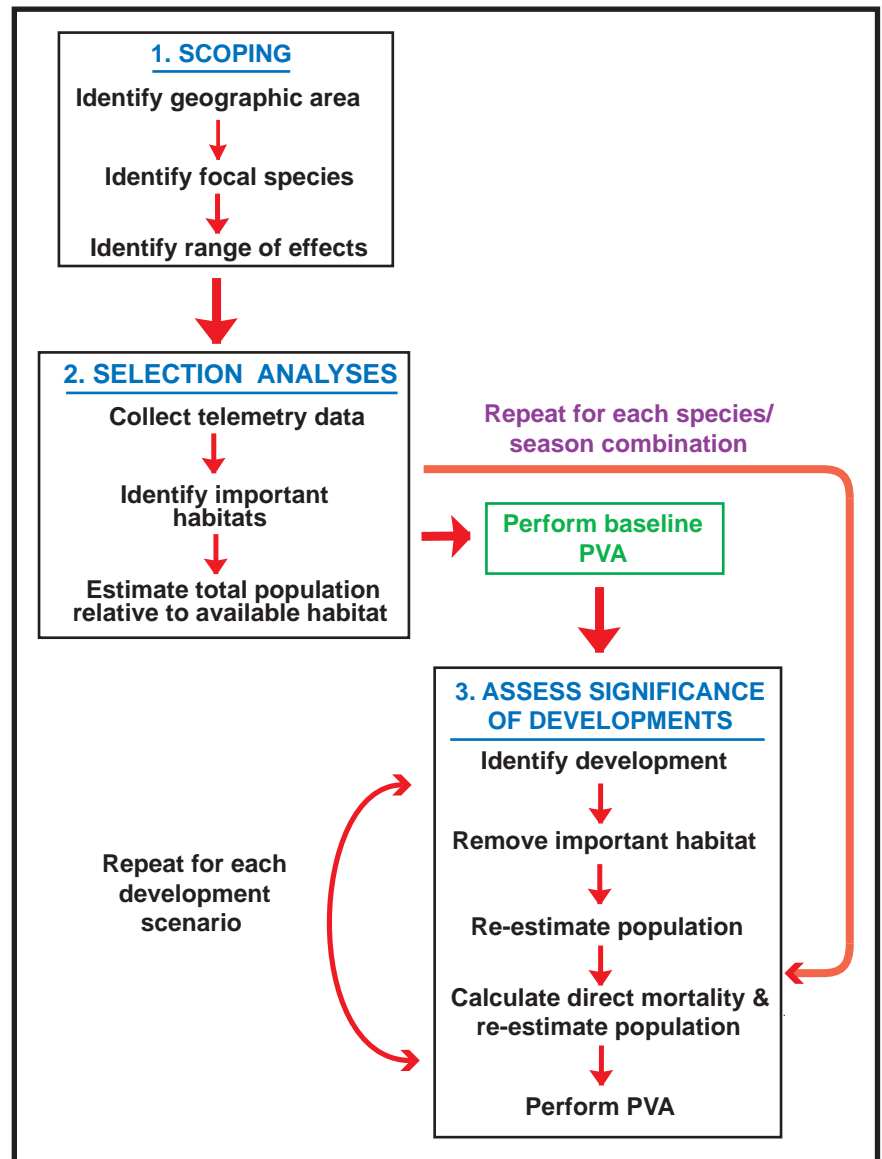 1. SCOPING
Identify geographic area
Identify focal species
Identify range of effects
2. SELECTION ANALYSES
Collect telemetry data
Identify important
habitats
Estimate total population
relative to available habitat
Repeat for each species/
season combination
Perform baseline
PVA
3. ASSESS SIGNIFICANCE
OF DEVELOPMENTS
Identify development
Remove important habitat
Re-estimate population
Calculate direct mortality &
re-estimate population
Perform PVA
Repeat for each
development
scenario